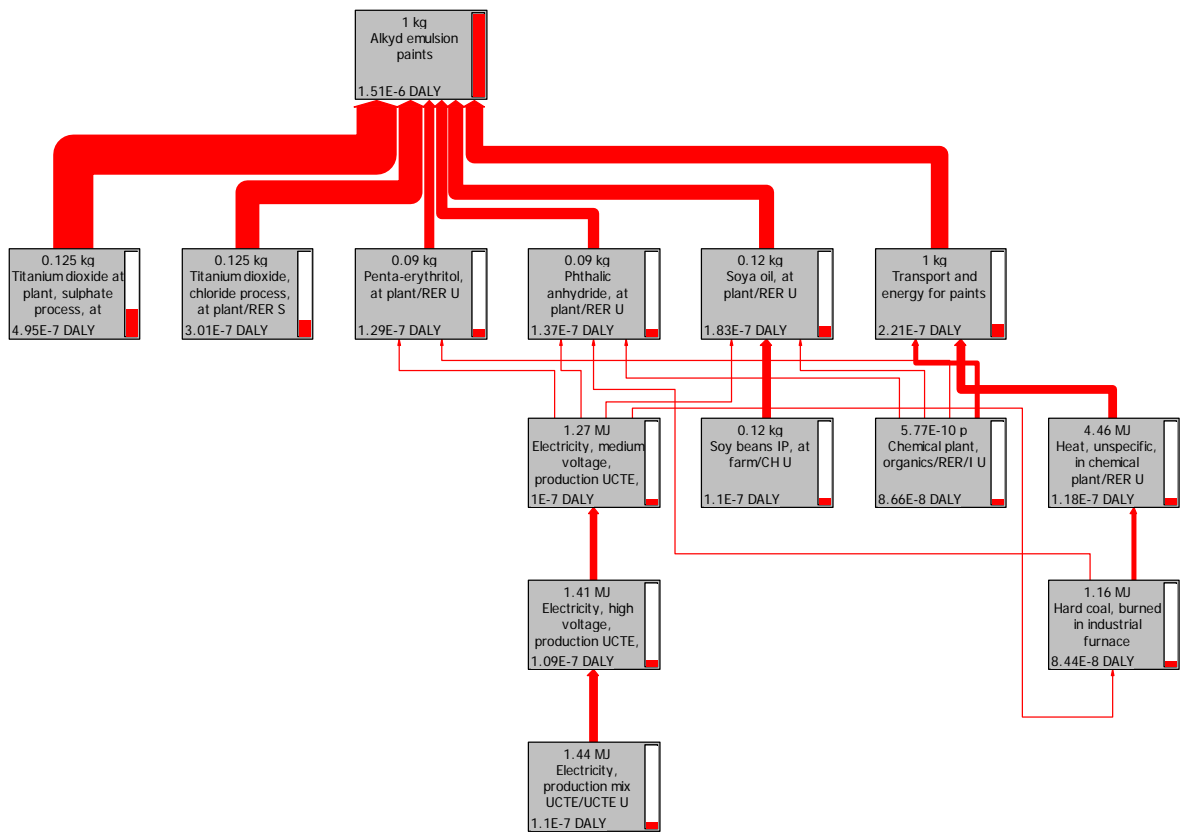 1 kg
Alkyd emulsion
paints
1.51E-6 DALY
0.125 kg
Titanium dioxide at
plant, sulphate
process, at
4.95E-7 DALY
0.125 kg
Titanium dioxide,
chloride process,
at plant/RER S
3.01E-7 DALY
0.09 kg
Penta-erythritol,
at plant/RER U
1.29E-7 DALY
0.09 kg
Phthalic
anhydride, at
plant/RER U
1.37E-7 DALY
0.12 kg
Soya oil, at
plant/RER U
1.83E-7 DALY
1 kg
Transport and
energy for paints
2.21E-7 DALY
1.27 MJ
Electricity, medium
voltage,
production UCTE,
1E-7 DALY
0.12 kg
Soy beans IP, at
farm/CH U
1.1E-7 DALY
5.77E-10 p
Chemical plant,
organics/RER/I U
8.66E-8 DALY
4.46 MJ
Heat, unspecific,
in chemical
plant/RER U
1.18E-7 DALY
1.41 MJ
Electricity, high
voltage,
production UCTE,
1.09E-7 DALY
1.16 MJ
Hard coal, burned
in industrial
furnace
8.44E-8 DALY
1.44 MJ
Electricity,
production mix
UCTE/UCTE U
1.1E-7 DALY